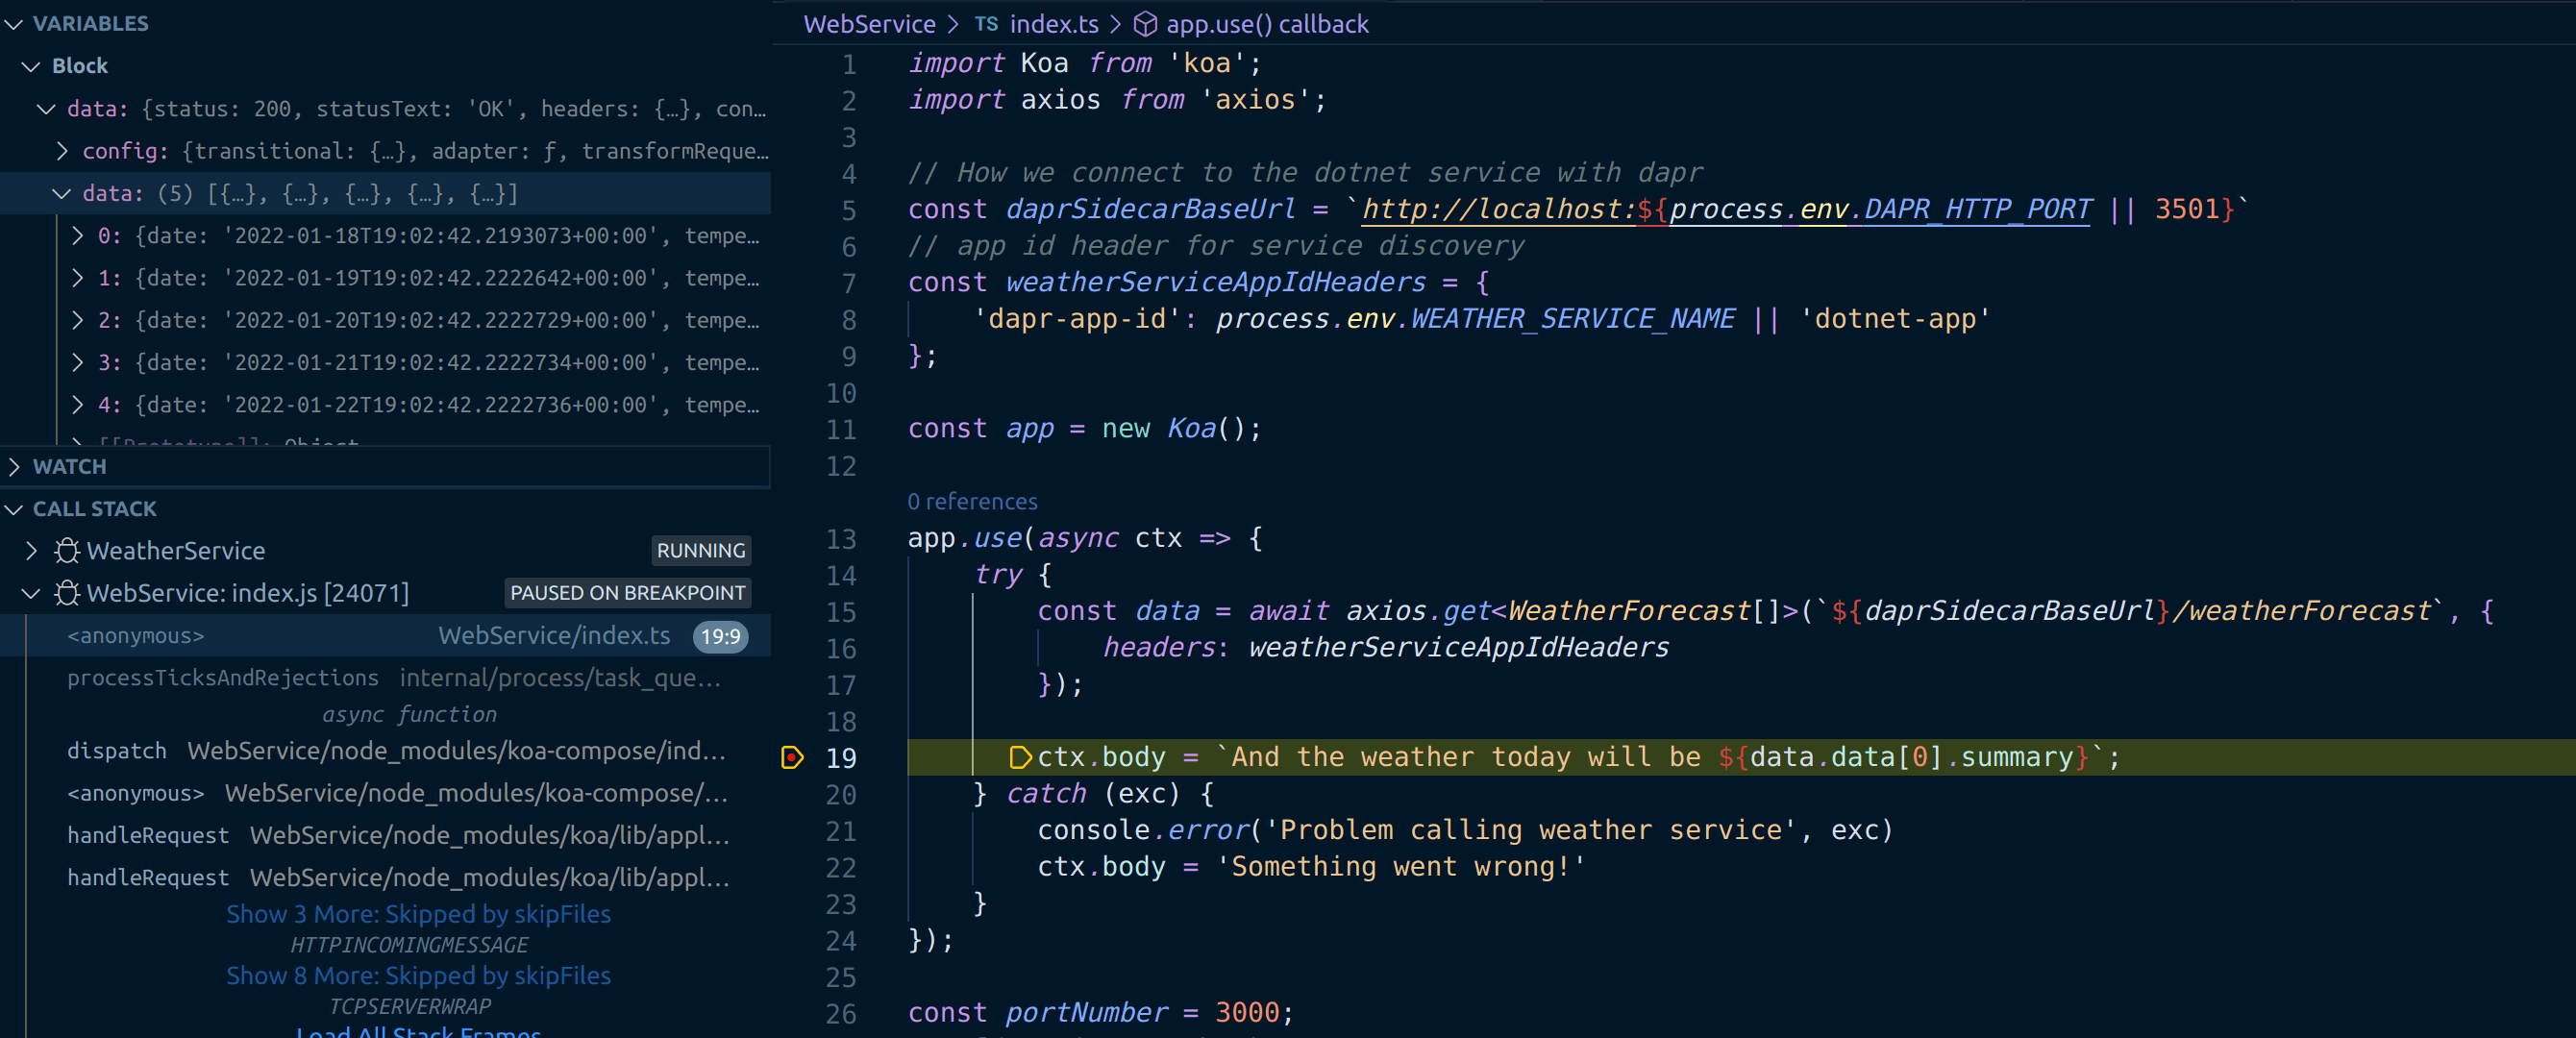 VARIABLES
Block
data: {status: 200, statusText: 'OK', headers: {…}, con…
config: {transitional: {…}, adapter: ƒ, transformReque…
data: (5) [{…}, {…}, {…}, {…}, {…}]
0: {date: '2022-01-18T19:02:42.2193073+00:00', tempe…
1: {date: '2022-01-19T19:02:42.2222642+00:00', tempe…
2: {date: '2022-01-20T19:02:42.2222729+00:00', tempe…
3: {date: '2022-01-21T19:02:42.2222734+00:00', tempe…
4: {date: '2022-01-22T19:02:42.2222736+00:00', tempe…
[[Prototype]]: Object
WATCH
CALL STACK
WeatherService RUNNING
WebService: index.js [24071] PAUSED ON BREAKPOINT
<anonymous> WebService/index.ts 19:9
processTicksAndRejections internal/process/task_que…
async function
dispatch WebService/node_modules/koa-compose/ind…
<anonymous> WebService/node_modules/koa-compose/…
handleRequest WebService/node_modules/koa/lib/appl…
handleRequest WebService/node_modules/koa/lib/appl…
Show 3 More: Skipped by skipFiles
HTTPINCOMINGMESSAGE
Show 8 More: Skipped by skipFiles
TCPSERVERWRAP
Load All Stack Frames
WebService > TS index.ts > app.use() callback
1 import Koa from 'koa';
2 import axios from 'axios';
3
4 // How we connect to the dotnet service with dapr
5 const daprSidecarBaseUrl = `http://localhost:${process.env.DAPR_HTTP_PORT || 3501}`
6 // app id header for service discovery
7 const weatherServiceAppIdHeaders = {
8 'dapr-app-id': process.env.WEATHER_SERVICE_NAME || 'dotnet-app'
9 };
10
11 const app = new Koa();
12
0 references
13 app.use(async ctx => {
14 try {
15 const data = await axios.get<WeatherForecast[]>(`${daprSidecarBaseUrl}/weatherForecast`, {
16 headers: weatherServiceAppIdHeaders
17 });
18
19 ctx.body = `And the weather today will be ${data.data[0].summary}`;
20 } catch (exc) {
21 console.error('Problem calling weather service', exc)
22 ctx.body = 'Something went wrong!'
23 }
24 });
25
26 const portNumber = 3000;